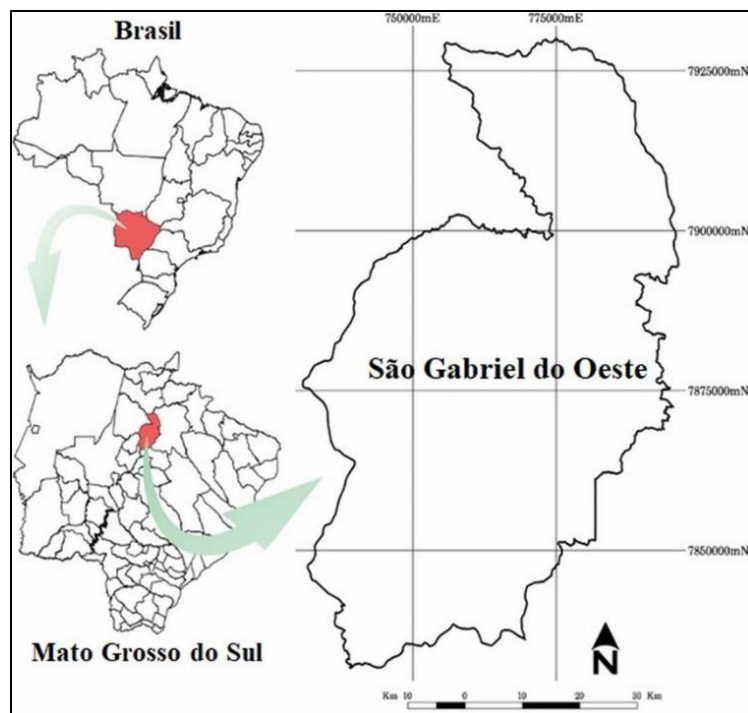 Brasil
750000mE 775000mE
7925000mN
7900000mN
São Gabriel do Oeste
7875000mN
7850000mN
Mato Grosso do Sul
N
Km 10 0 10 20 30 Km